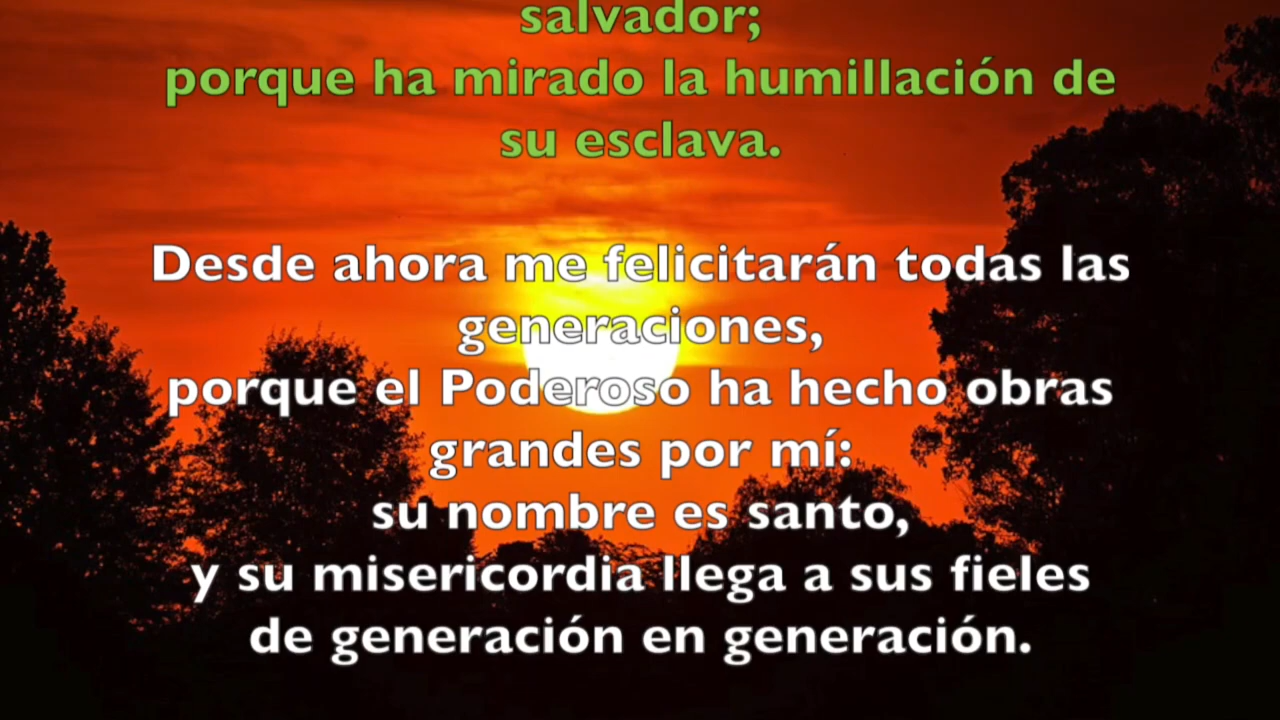 salvador;
porque ha mirado la humillación de
su esclava.
Desde ahora me felicitarán todas las
generaciones,
porque el Poderoso ha hecho obras
grandes por mí:
su nombre es santo,
y su misericordia llega a sus fieles
de generación en generación.